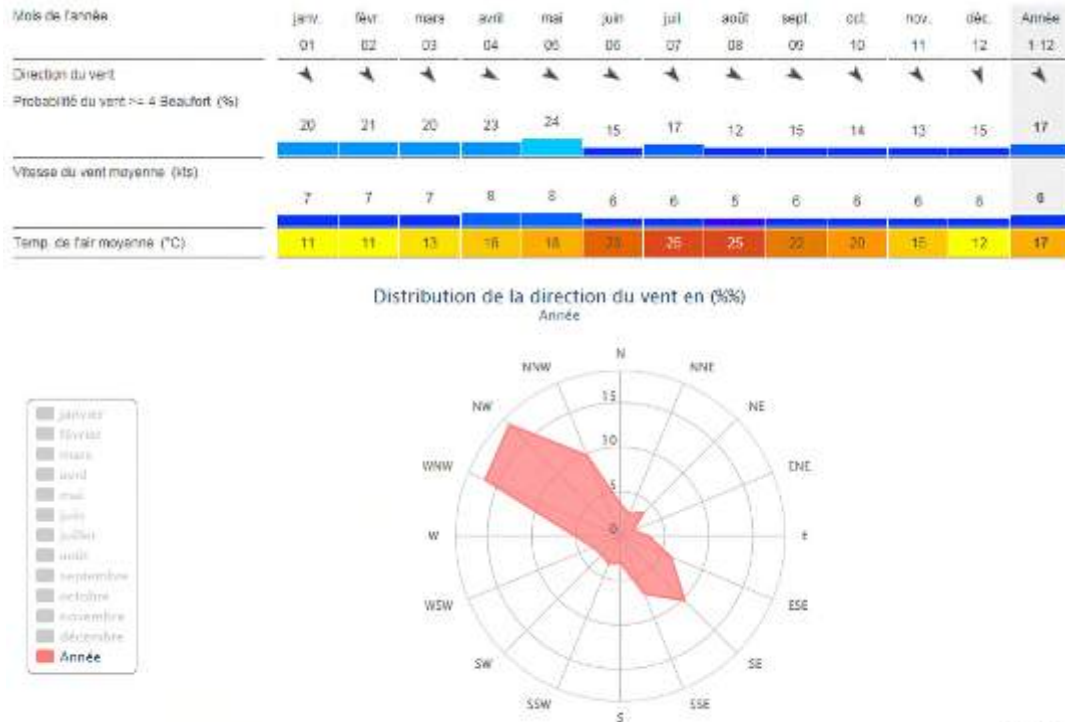 Mois de l'année janv. févr. mars avril mai juin juil août sept. oct. nov. déc. Année
01 02 03 04 05 06 07 08 09 10 11 12 1-12
Direction du vent
Probabilité du vent >= 4 Beaufort (%)
20 21 20 23 24 15 17 12 15 14 13 15 17
Vitesse du vent moyenne (kts)
7 7 7 8 8 6 6 5 6 6 6 6 6
Temp. de l'air moyenne (°C) 11 11 13 16 18 25 25 22 20 15 12 17
Distribution de la direction du vent en (%%)
Année
N
NNW NNE
NW NE
WNW ENE
W E
WSW ESE
SW SE
SSW SSE
S
15
10
5
0
janvier
février
mars
avril
mai
juin
juillet
août
septembre
octobre
novembre
décembre
Année